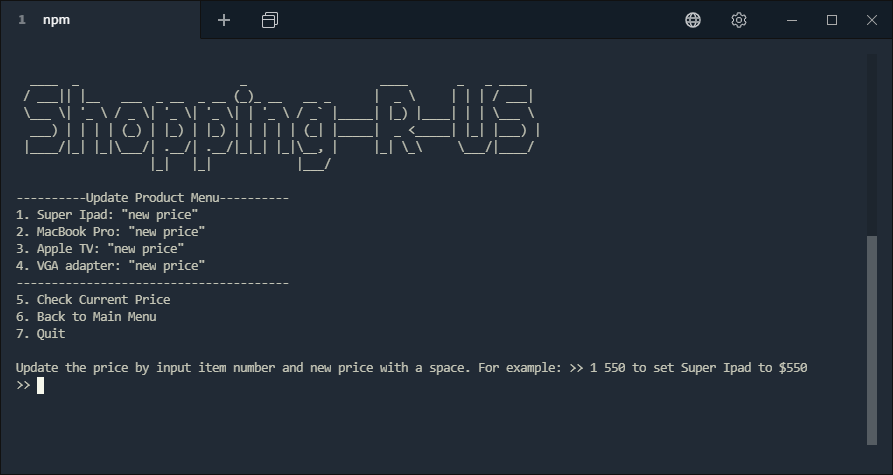 1 npm
Shopping-R-US
----------Update Product Menu----------
1. Super Ipad: "new price"
2. MacBook Pro: "new price"
3. Apple TV: "new price"
4. VGA adapter: "new price"
---------------------------------------
5. Check Current Price
6. Back to Main Menu
7. Quit
Update the price by input item number and new price with a space. For example: >> 1 550 to set Super Ipad to $550
>>